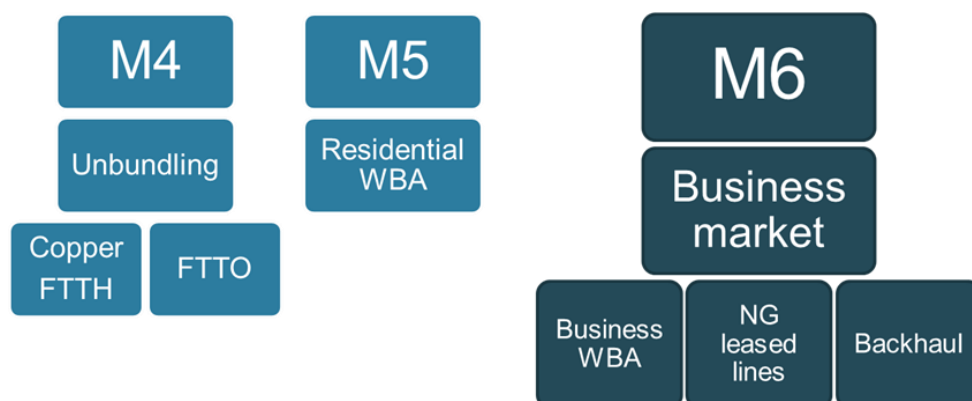 M4
Unbundling
Copper
FTTH
FTTO
M5
Residential
WBA
M6
Business
market
Business
WBA
NG
leased
lines
Backhaul